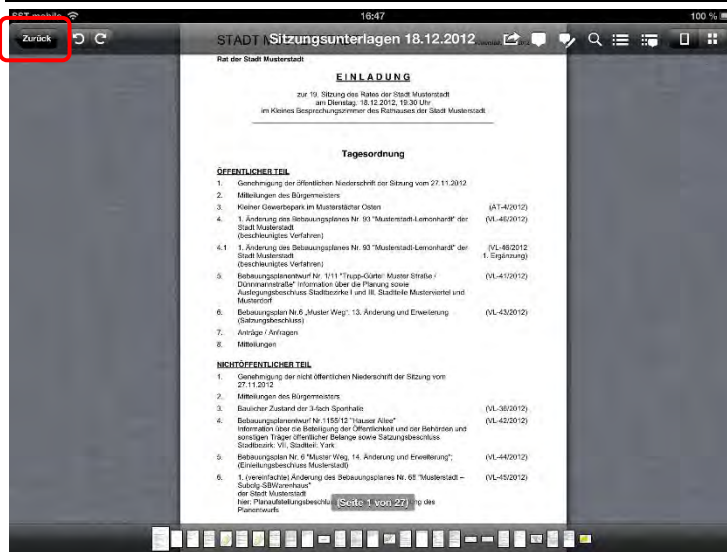 SST mobile 16:47 100 %
Zurück Sitzungsunterlagen 18.12.2012
STADT
Rat der Stadt Musterstadt
EINLADUNG
zur 19. Sitzung des Rates der Stadt Musterstadt
am Dienstag, 18.12.2012, 19:30 Uhr
im Kleines Besprechungszimmer des Rathauses der Stadt Musterstadt
Tagesordnung
ÖFFENTLICHER TEIL
1. Genehmigung der öffentlichen Niederschrift der Sitzung vom 27.11.2012
2. Mitteilungen des Bürgermeisters
3. Kleiner Gewerbepark im Musterstächer Osten (AT-4/2012)
4. 1. Änderung des Bebauungsplanes Nr. 93 "Musterstadt-Lemonhardt" der (VL-46/2012)
Stadt Musterstadt
(beschleunigtes Verfahren)
4.1 1. Änderung des Bebauungsplanes Nr. 93 "Musterstadt-Lemonhardt" der (VL-46/2012
Stadt Musterstadt 1. Ergänzung)
(beschleunigtes Verfahren)
5. Bebauungsplanentwurf Nr. 1/11 "Trupp-Gürtel: Muster Straße / (VL-41/2012)
Dünnmannstraße" Information über die Planung sowie
Auslegungsbeschluss Stadtbezirke I und III, Stadtteile Musterviertel und
Musterdorf
6. Bebauungsplan Nr.6 „Muster Weg“, 13. Änderung und Erweiterung (VL-43/2012)
(Satzungsbeschluss)
7. Anträge / Anfragen
8. Mitteilungen
NICHTÖFFENTLICHER TEIL
1. Genehmigung der nicht öffentlichen Niederschrift der Sitzung vom
27.11.2012
2. Mitteilungen des Bürgermeisters
3. Baulicher Zustand der 3-fach Sporthalle (VL-36/2012)
4. Bebauungsplanentwurf Nr.1155/12 "Hauser Allee" (VL-42/2012)
Information über die Beteiligung der Öffentlichkeit und der Behörden und
sonstigen Träger öffentlicher Belange sowie Satzungsbeschluss
Stadtbezirk: VII, Stadtteil: Yark
5. Bebauungsplan Nr. 6 "Muster Weg, 14. Änderung und Erweiterung"; (VL-44/2012)
(Einleitungsbeschluss Musterstadt)
6. 1. (vereinfachte) Änderung des Bebauungsplanes Nr. 65 "Musterstadt – (VL-45/2012)
Subolg-SBWarenhaus"
der Stadt Musterstadt
hier: Planaufstellungsbeschlu ng des
Planentwurfs
(Seite 1 von 27)